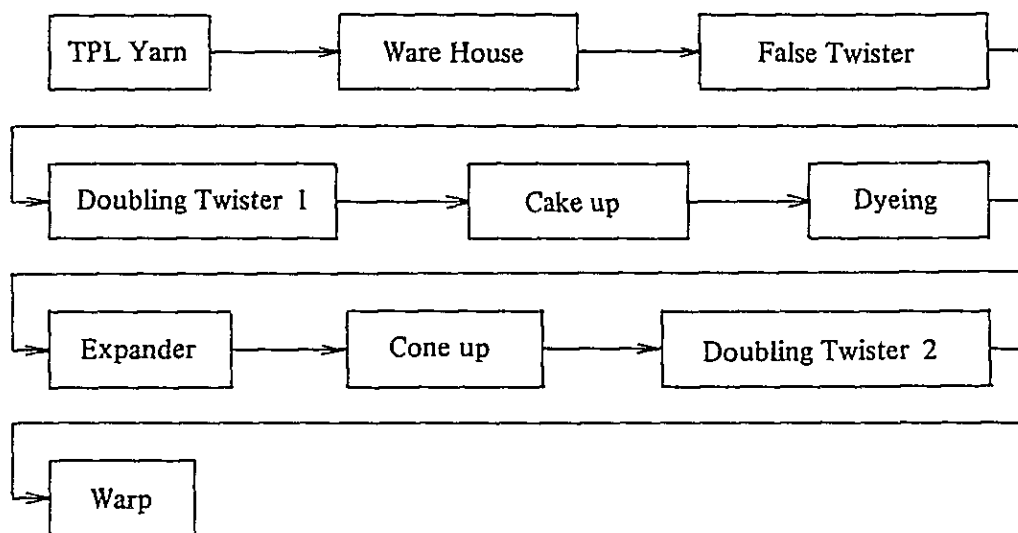 TPL Yarn
Ware House
False Twister
Doubling Twister 1
Cake up
Dyeing
Expander
Cone up
Doubling Twister 2
Warp